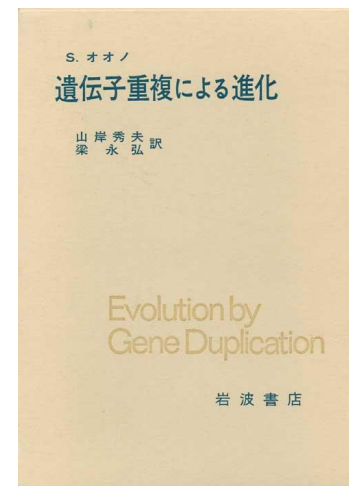 S. オオノ
遺伝子重複による進化
山岸秀夫
梁永弘 訳
Evolution by
Gene Duplication
岩波書店